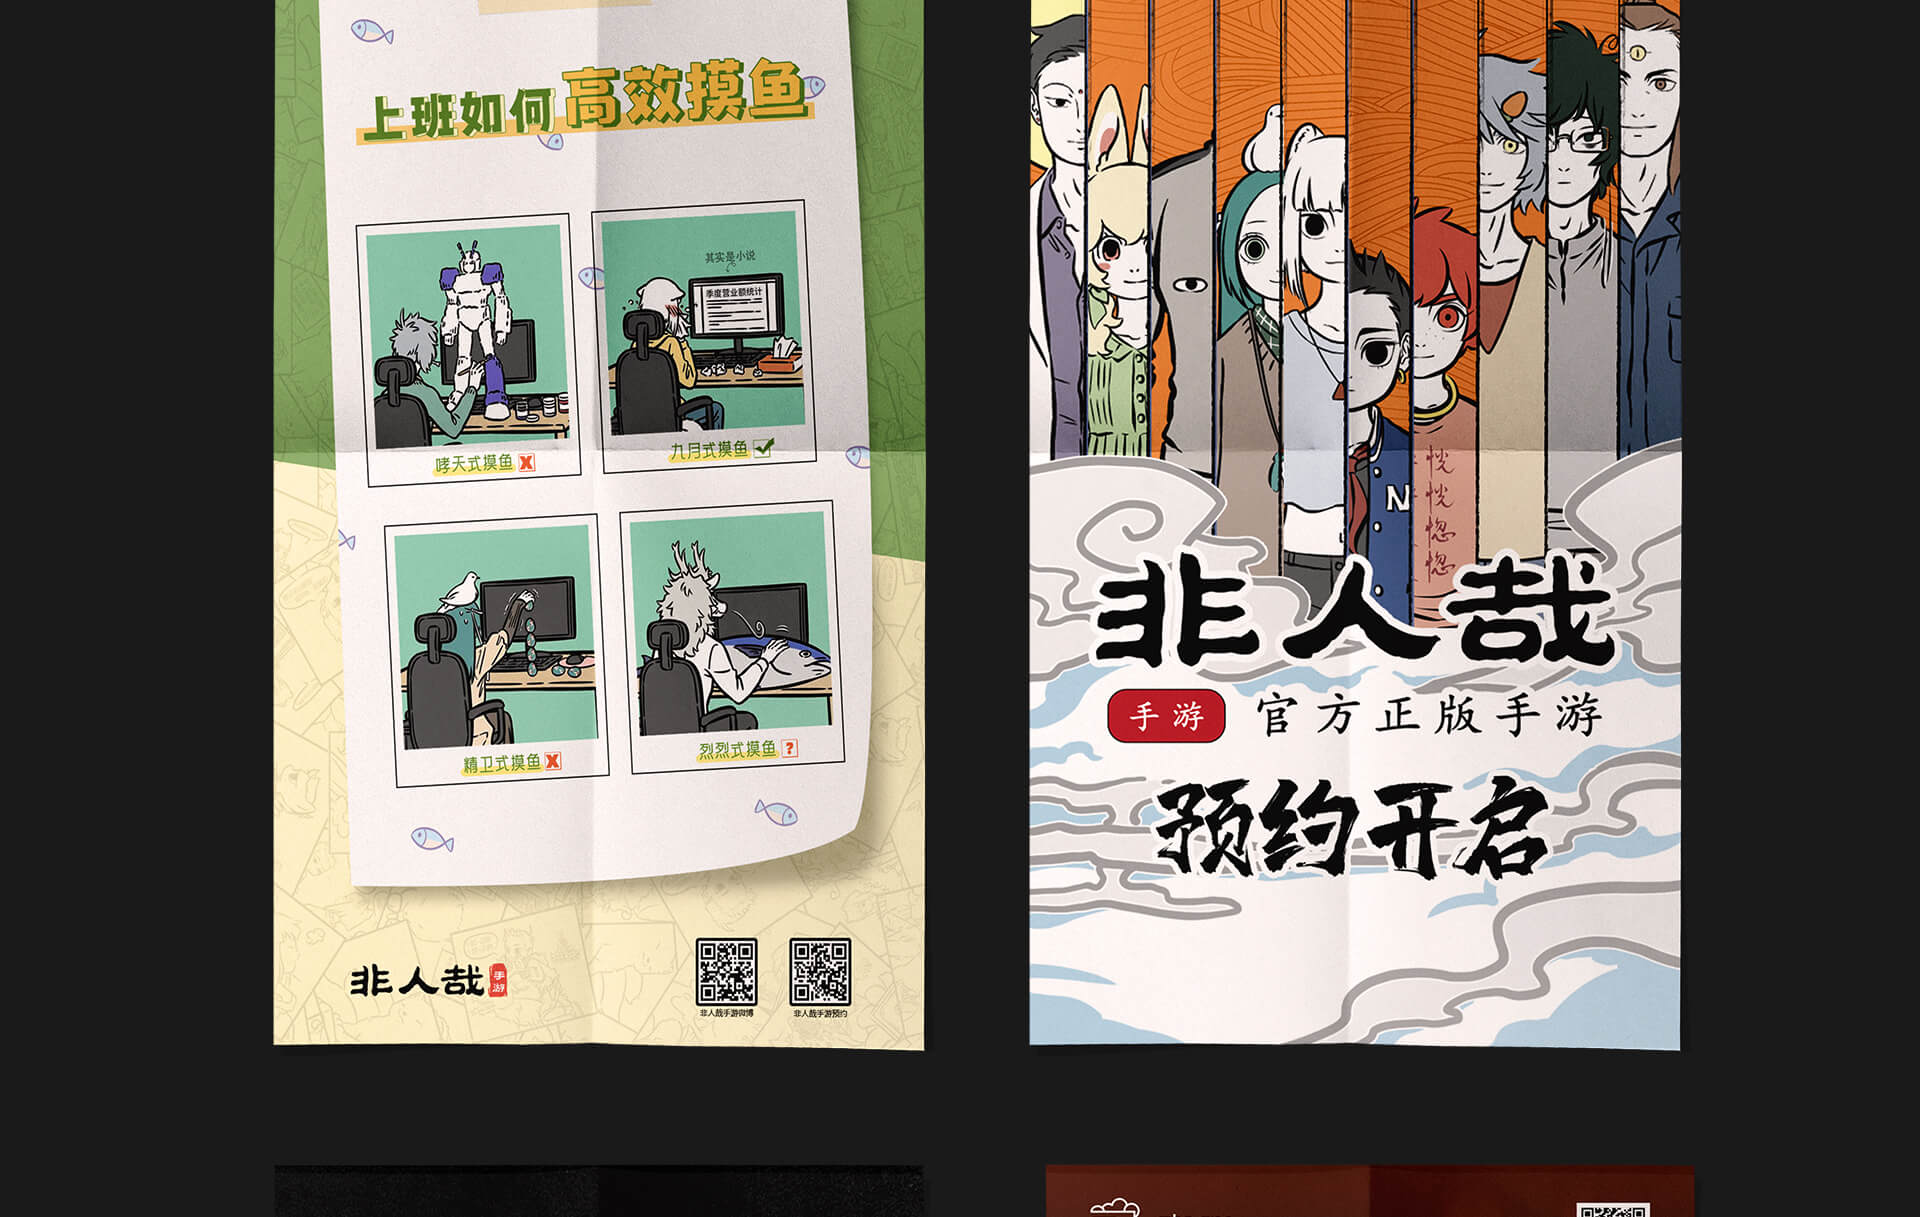 上班如何高效摸鱼
其实是小说
季度营业额统计
哮天式摸鱼
九月式摸鱼
精卫式摸鱼
烈烈式摸鱼 ?
非人哉 手游
非人哉手游微博
非人哉手游预约
N
恍恍惚惚
非人哉
手游 官方正版手游
预约开启